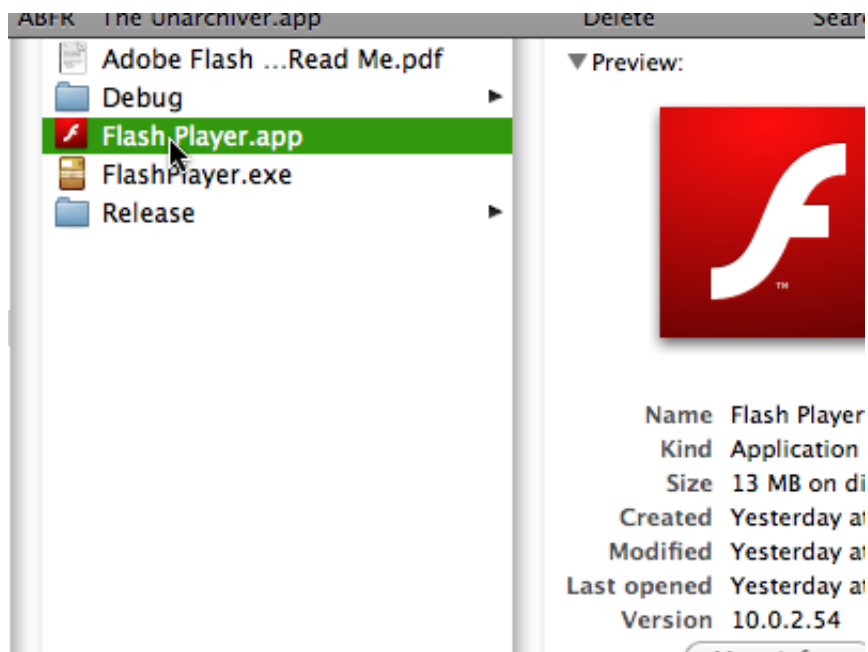 ABFR The Unarchiver.app Delete
Adobe Flash ...Read Me.pdf
Debug
Flash Player.app
FlashPlayer.exe
Release
Preview:
TM
Name Flash Player
Kind Application
Size 13 MB on di
Created Yesterday at
Modified Yesterday at
Last opened Yesterday at
Version 10.0.2.54